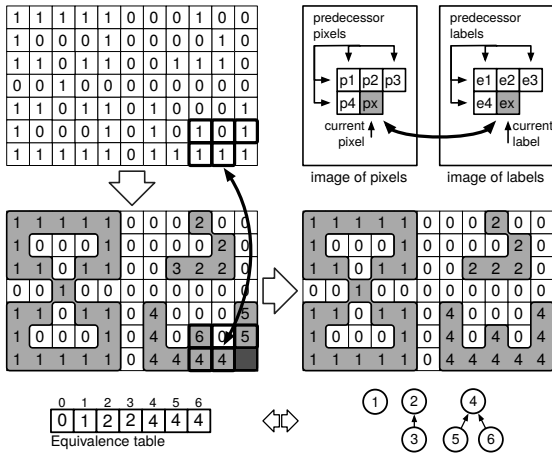 1 1 1 1 1 0 0 0 1 0 0
1 0 0 0 1 0 0 0 0 1 0
1 1 0 1 1 0 0 1 1 1 0
0 0 1 0 0 0 0 0 0 0 0
1 1 0 1 1 0 1 0 0 0 1
1 0 0 0 1 0 1 0 1 0 1
1 1 1 1 1 0 1 1 1 1 1
predecessor
pixels
p1 p2 p3
p4 px
current
pixel
image of pixels
predecessor
labels
e1 e2 e3
e4 ex
current
label
image of labels
1 1 1 1 1 0 0 0 2 0 0
1 0 0 0 1 0 0 0 0 2 0
1 1 0 1 1 0 0 3 2 2 0
0 0 1 0 0 0 0 0 0 0 0
1 1 0 1 1 0 4 0 0 0 5
1 0 0 0 1 0 4 0 6 0 5
1 1 1 1 1 0 4 4 4 4
1 1 1 1 1 0 0 0 2 0 0
1 0 0 0 1 0 0 0 0 2 0
1 1 0 1 1 0 0 2 2 2 0
0 0 1 0 0 0 0 0 0 0 0
1 1 0 1 1 0 4 0 0 0 4
1 0 0 0 1 0 4 0 4 0 4
1 1 1 1 1 0 4 4 4 4 4
0 1 2 3 4 5 6
0 1 2 2 4 4 4
Equivalence table
1 2 4
3 5 6